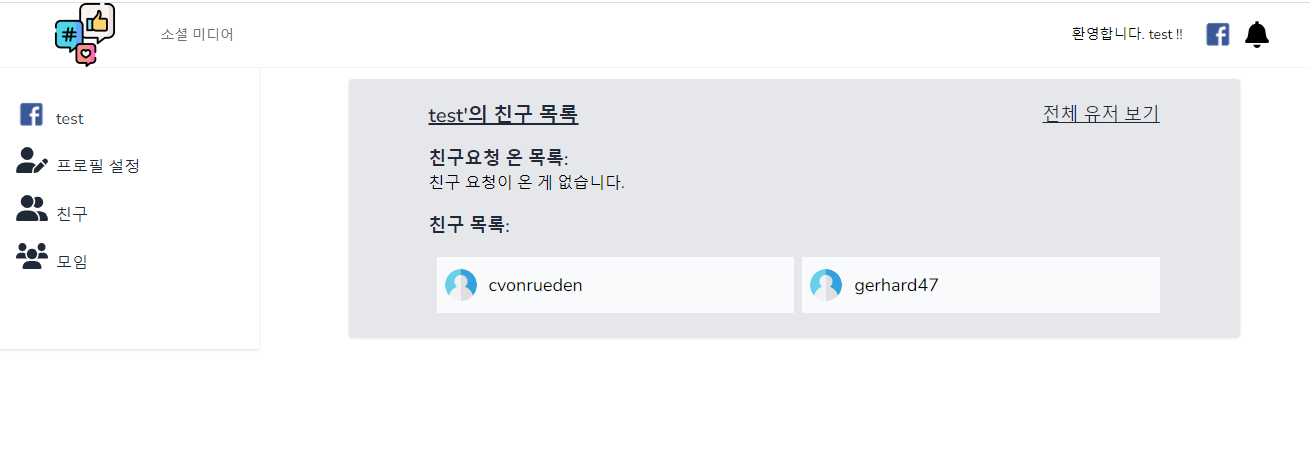 소셜 미디어
환영합니다. test !!
test
프로필 설정
친구
모임
test'의 친구 목록
전체 유저 보기
친구요청 온 목록:
친구 요청이 온 게 없습니다.
친구 목록:
cvonrueden
gerhard47